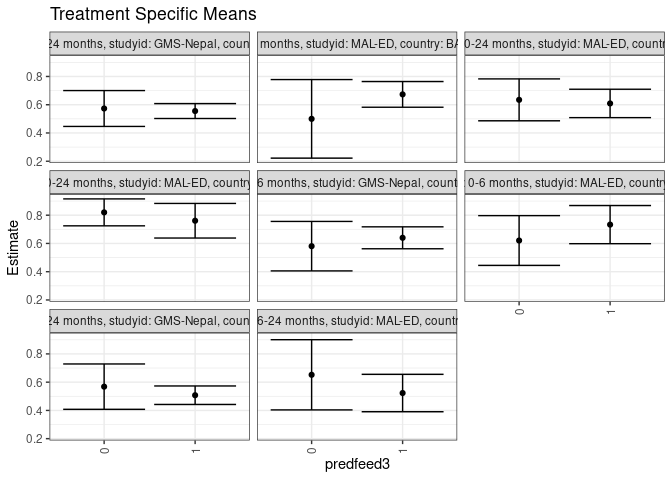 Treatment Specific Means
24 months, studyid: GMS-Nepal, coun
months, studyid: MAL-ED, country: BA
0-24 months, studyid: MAL-ED, country
0.8
0.6
0.4
0.2
-24 months, studyid: MAL-ED, country
6 months, studyid: GMS-Nepal, countr
0-6 months, studyid: MAL-ED, country
0.8
0.6
0.4
0.2
24 months, studyid: GMS-Nepal, coun
6-24 months, studyid: MAL-ED, countr
0 1
0.8
0.6
0.4
0.2
0 1 0 1
Estimate
predfeed3